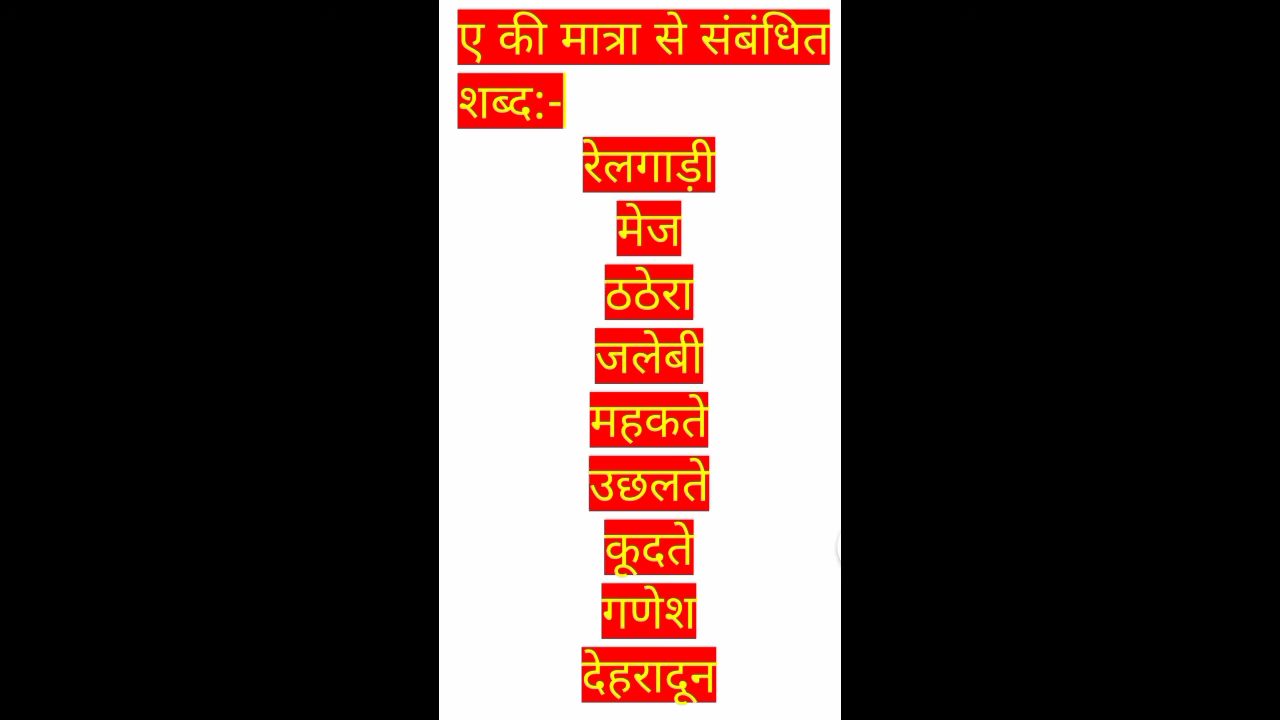 ए की मात्रा से संबंधित
शब्द:-
रेलगाड़ी
मेज
ठठेरा
जलेबी
महकते
उछलते
कूदते
गणेश
देहरादून